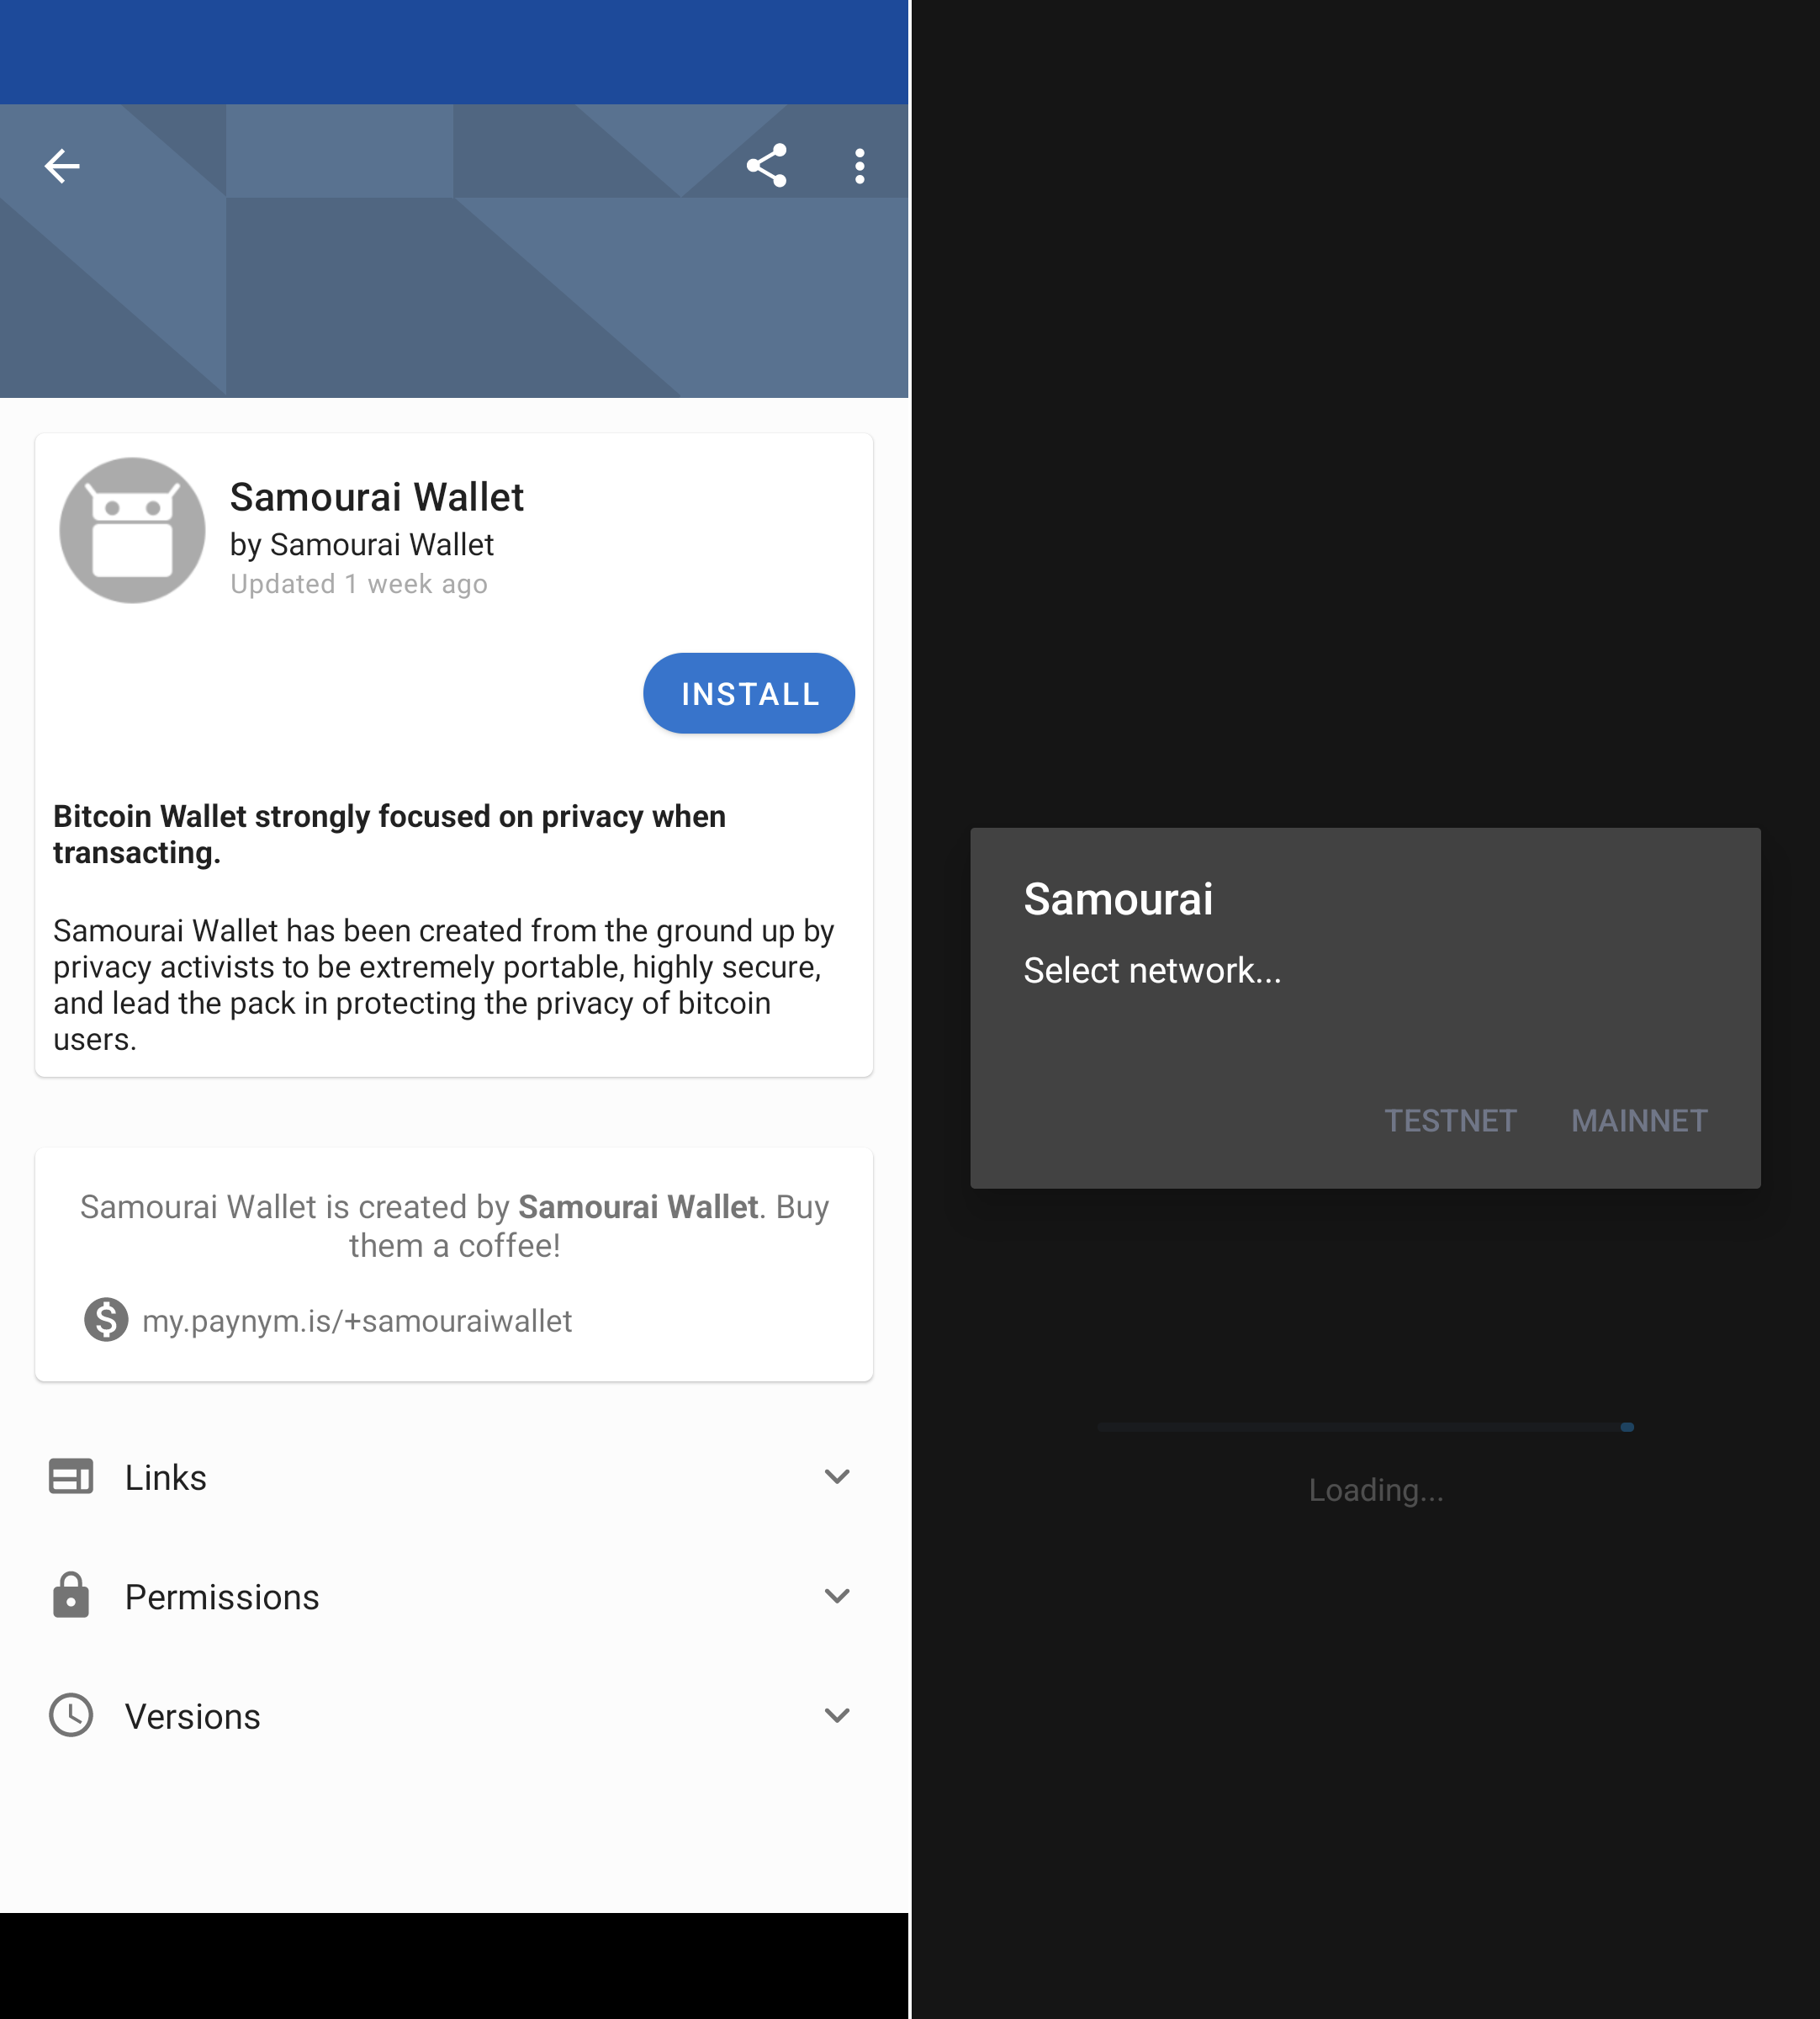 Samourai Wallet
by Samourai Wallet
Updated 1 week ago
INSTALL
Bitcoin Wallet strongly focused on privacy when
transacting.
Samourai Wallet has been created from the ground up by
privacy activists to be extremely portable, highly secure,
and lead the pack in protecting the privacy of bitcoin
users.
Samourai Wallet is created by Samourai Wallet. Buy
them a coffee!
my.paynym.is/+samouraiwallet
Links
Permissions
Versions
Samourai
Select network...
TESTNET MAINNET
Loading...